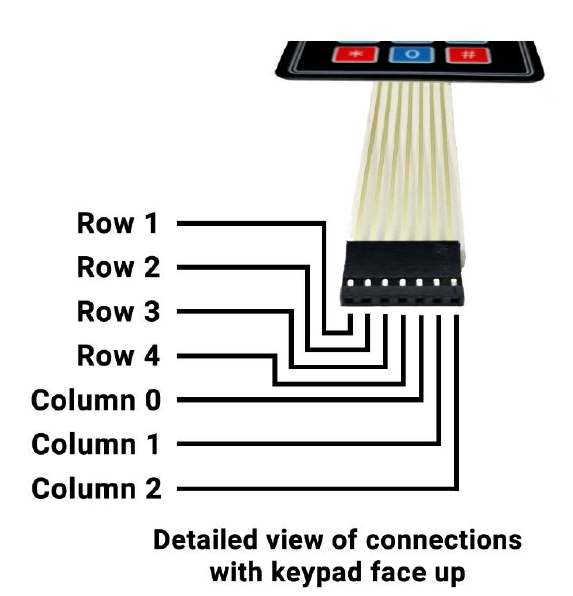 * 0 #
Row 1
Row 2
Row 3
Row 4
Column 0
Column 1
Column 2
Detailed view of connections
with keypad face up